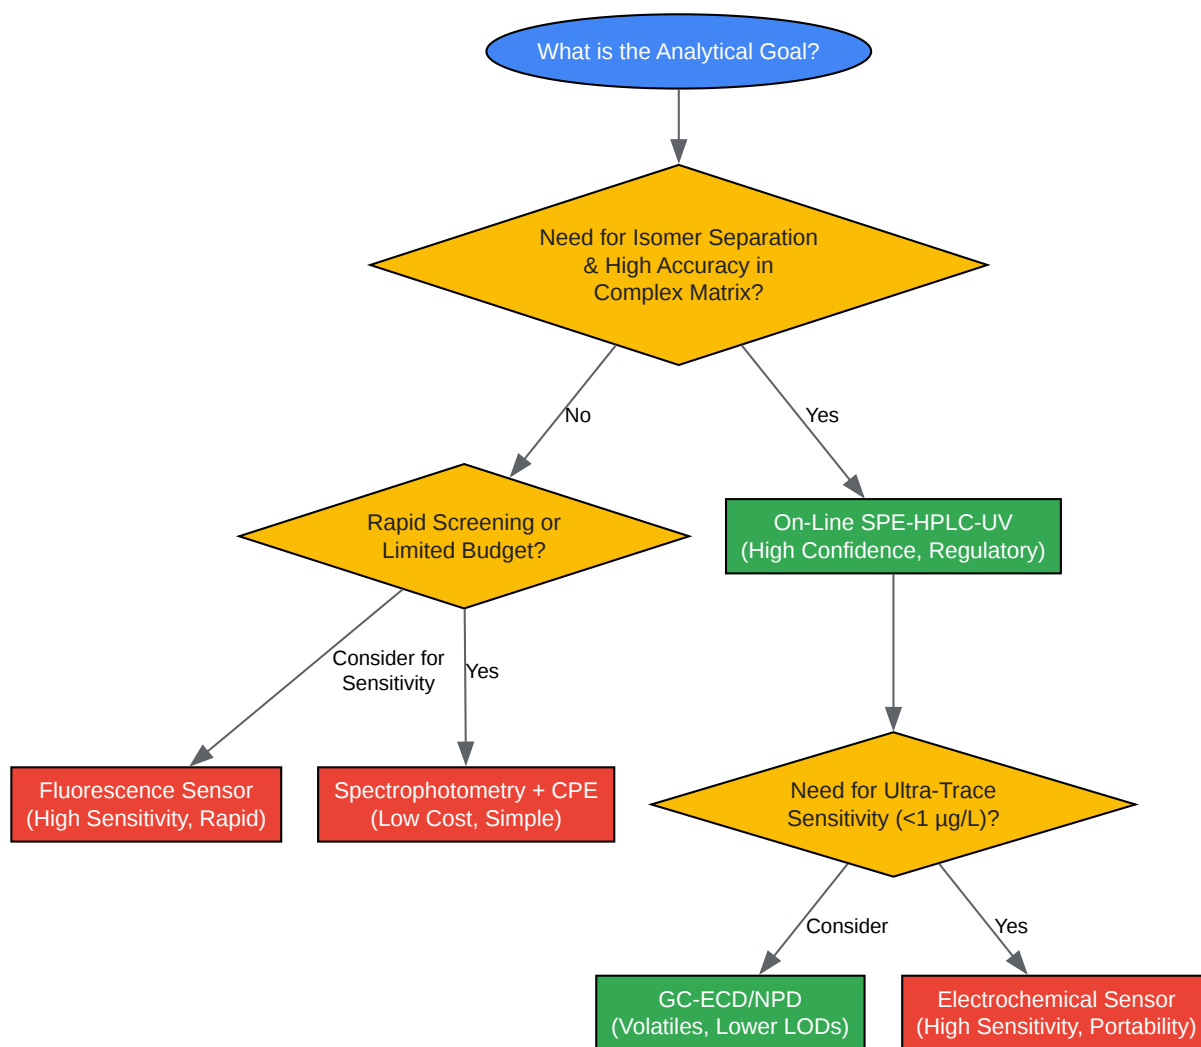 What is the Analytical Goal?
Need for Isomer Separation
& High Accuracy in
Complex Matrix?
No
Yes
Rapid Screening or
Limited Budget?
On-Line SPE-HPLC-UV
(High Confidence, Regulatory)
Consider for
Sensitivity
Yes
Fluorescence Sensor
(High Sensitivity, Rapid)
Spectrophotometry + CPE
(Low Cost, Simple)
Need for Ultra-Trace
Sensitivity (<1 µg/L)?
Consider
Yes
GC-ECD/NPD
(Volatiles, Lower LODs)
Electrochemical Sensor
(High Sensitivity, Portability)